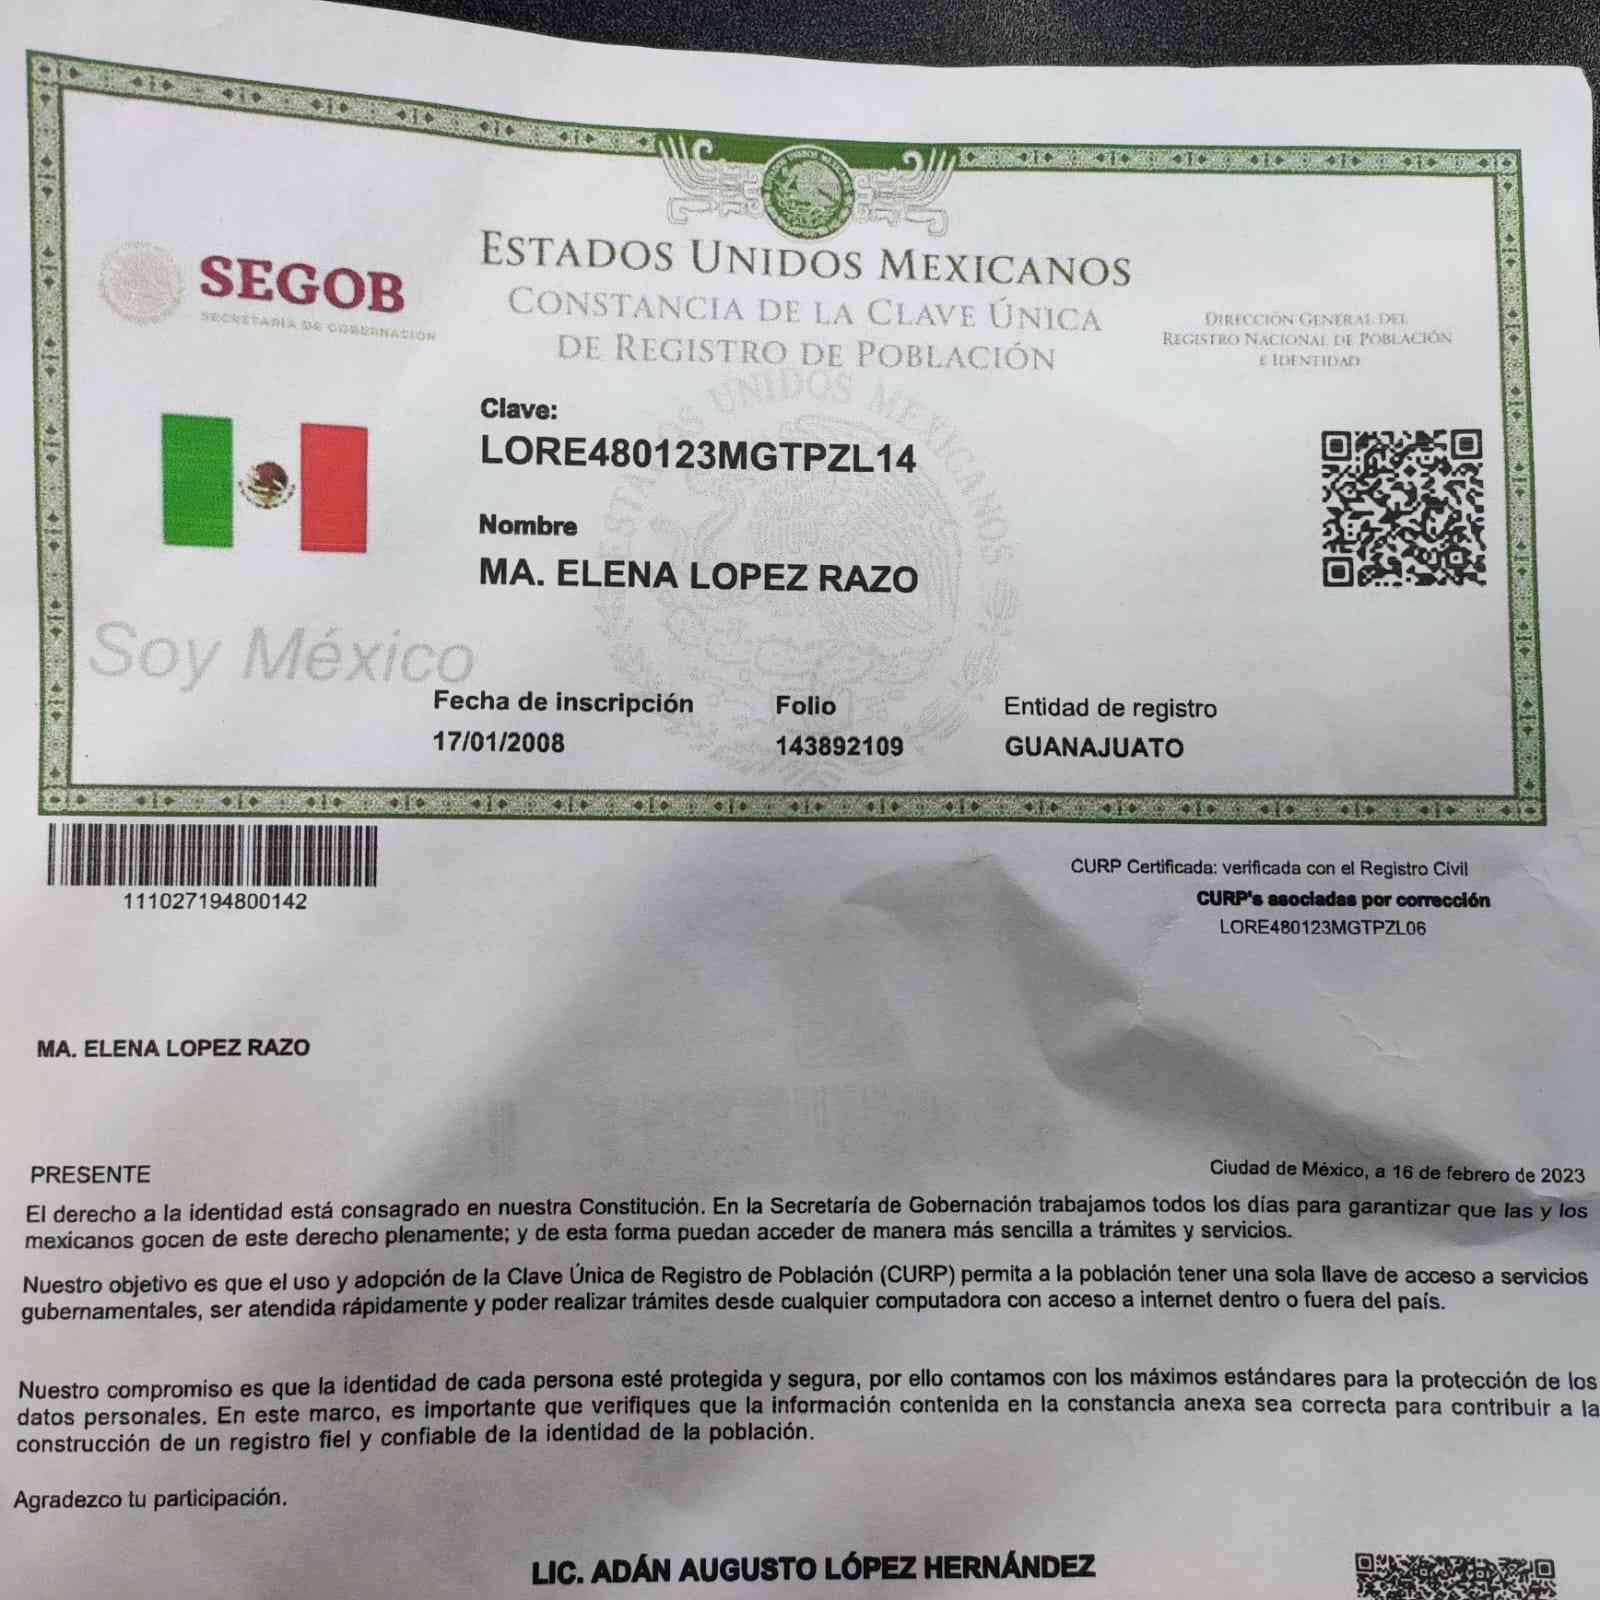 ESTADOS UNIDOS MEXICANOS
SEGOB
SECRETARÍA DE GOBERNACIÓN
CONSTANCIA DE LA CLAVE ÚNICA
DE REGISTRO DE POBLACIÓN
DIRECCIÓN GENERAL DEL
REGISTRO NACIONAL DE POBLACIÓN
E IDENTIDAD
ESTADOS UNIDOS MEXICANOS
Clave:
LORE480123MGTPZL14
Nombre
MA. ELENA LOPEZ RAZO
Soy México
Fecha de inscripción Folio Entidad de registro
17/01/2008 143892109 GUANAJUATO
111027194800142
CURP Certificada: verificada con el Registro Civil
CURP's asociadas por corrección
LORE480123MGTPZL06
MA. ELENA LOPEZ RAZO
PRESENTE
Ciudad de México, a 16 de febrero de 2023
El derecho a la identidad está consagrado en nuestra Constitución. En la Secretaría de Gobernación trabajamos todos los días para garantizar que las y los
mexicanos gocen de este derecho plenamente; y de esta forma puedan acceder de manera más sencilla a trámites y servicios.
Nuestro objetivo es que el uso y adopción de la Clave Única de Registro de Población (CURP) permita a la población tener una sola llave de acceso a servicios
gubernamentales, ser atendida rápidamente y poder realizar trámites desde cualquier computadora con acceso a internet dentro o fuera del país.
Nuestro compromiso es que la identidad de cada persona esté protegida y segura, por ello contamos con los máximos estándares para la protección de los
datos personales. En este marco, es importante que verifiques que la información contenida en la constancia anexa sea correcta para contribuir a la
construcción de un registro fiel y confiable de la identidad de la población.
Agradezco tu participación.
LIC. ADÁN AUGUSTO LÓPEZ HERNÁNDEZ